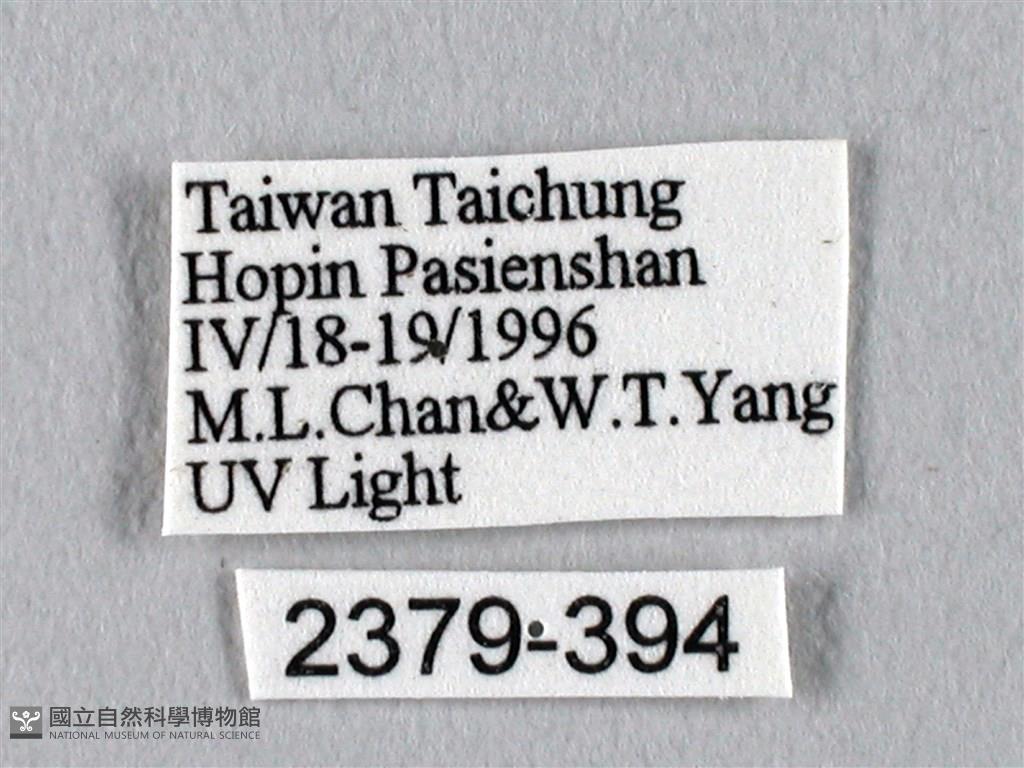 Taiwan Taichung
Hopin Pasienshan
IV/18-19/1996
M.L.Chan&W.T.Yang
UV Light
2379-394
國立自然科學博物館
NATIONAL MUSEUM OF NATURAL SCIENCE